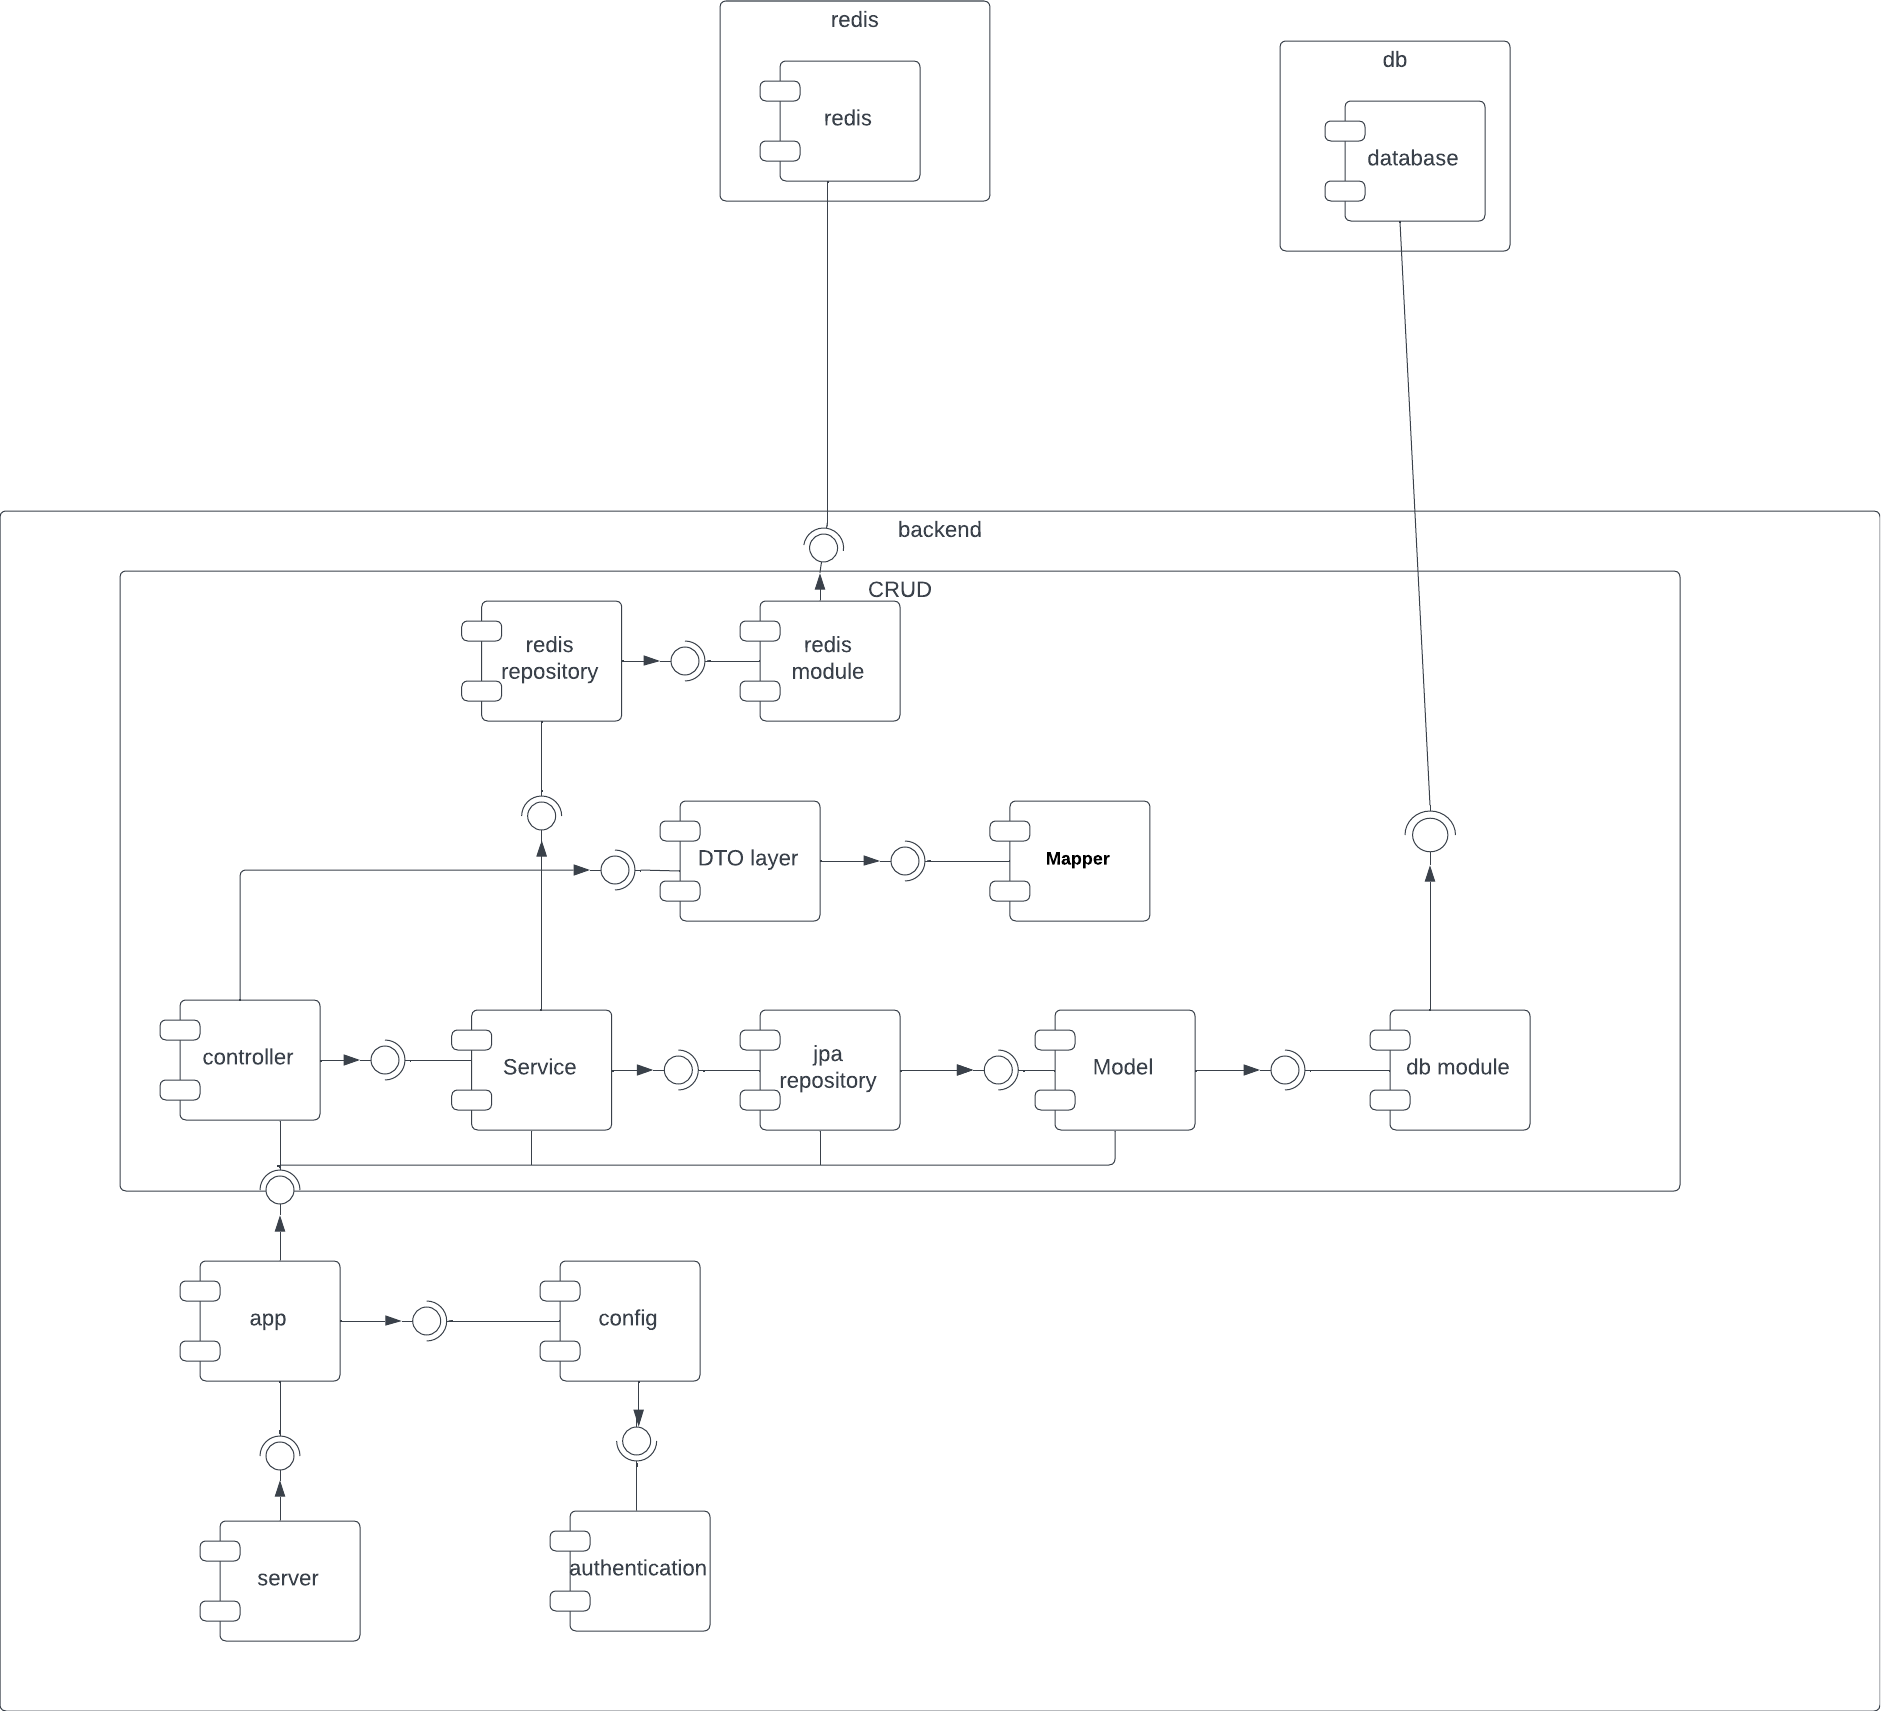 redis
redis
db
database
backend
CRUD
redis
repository
redis
module
DTO layer
Mapper
controller
Service
jpa
repository
Model
db module
app
config
server
authentication